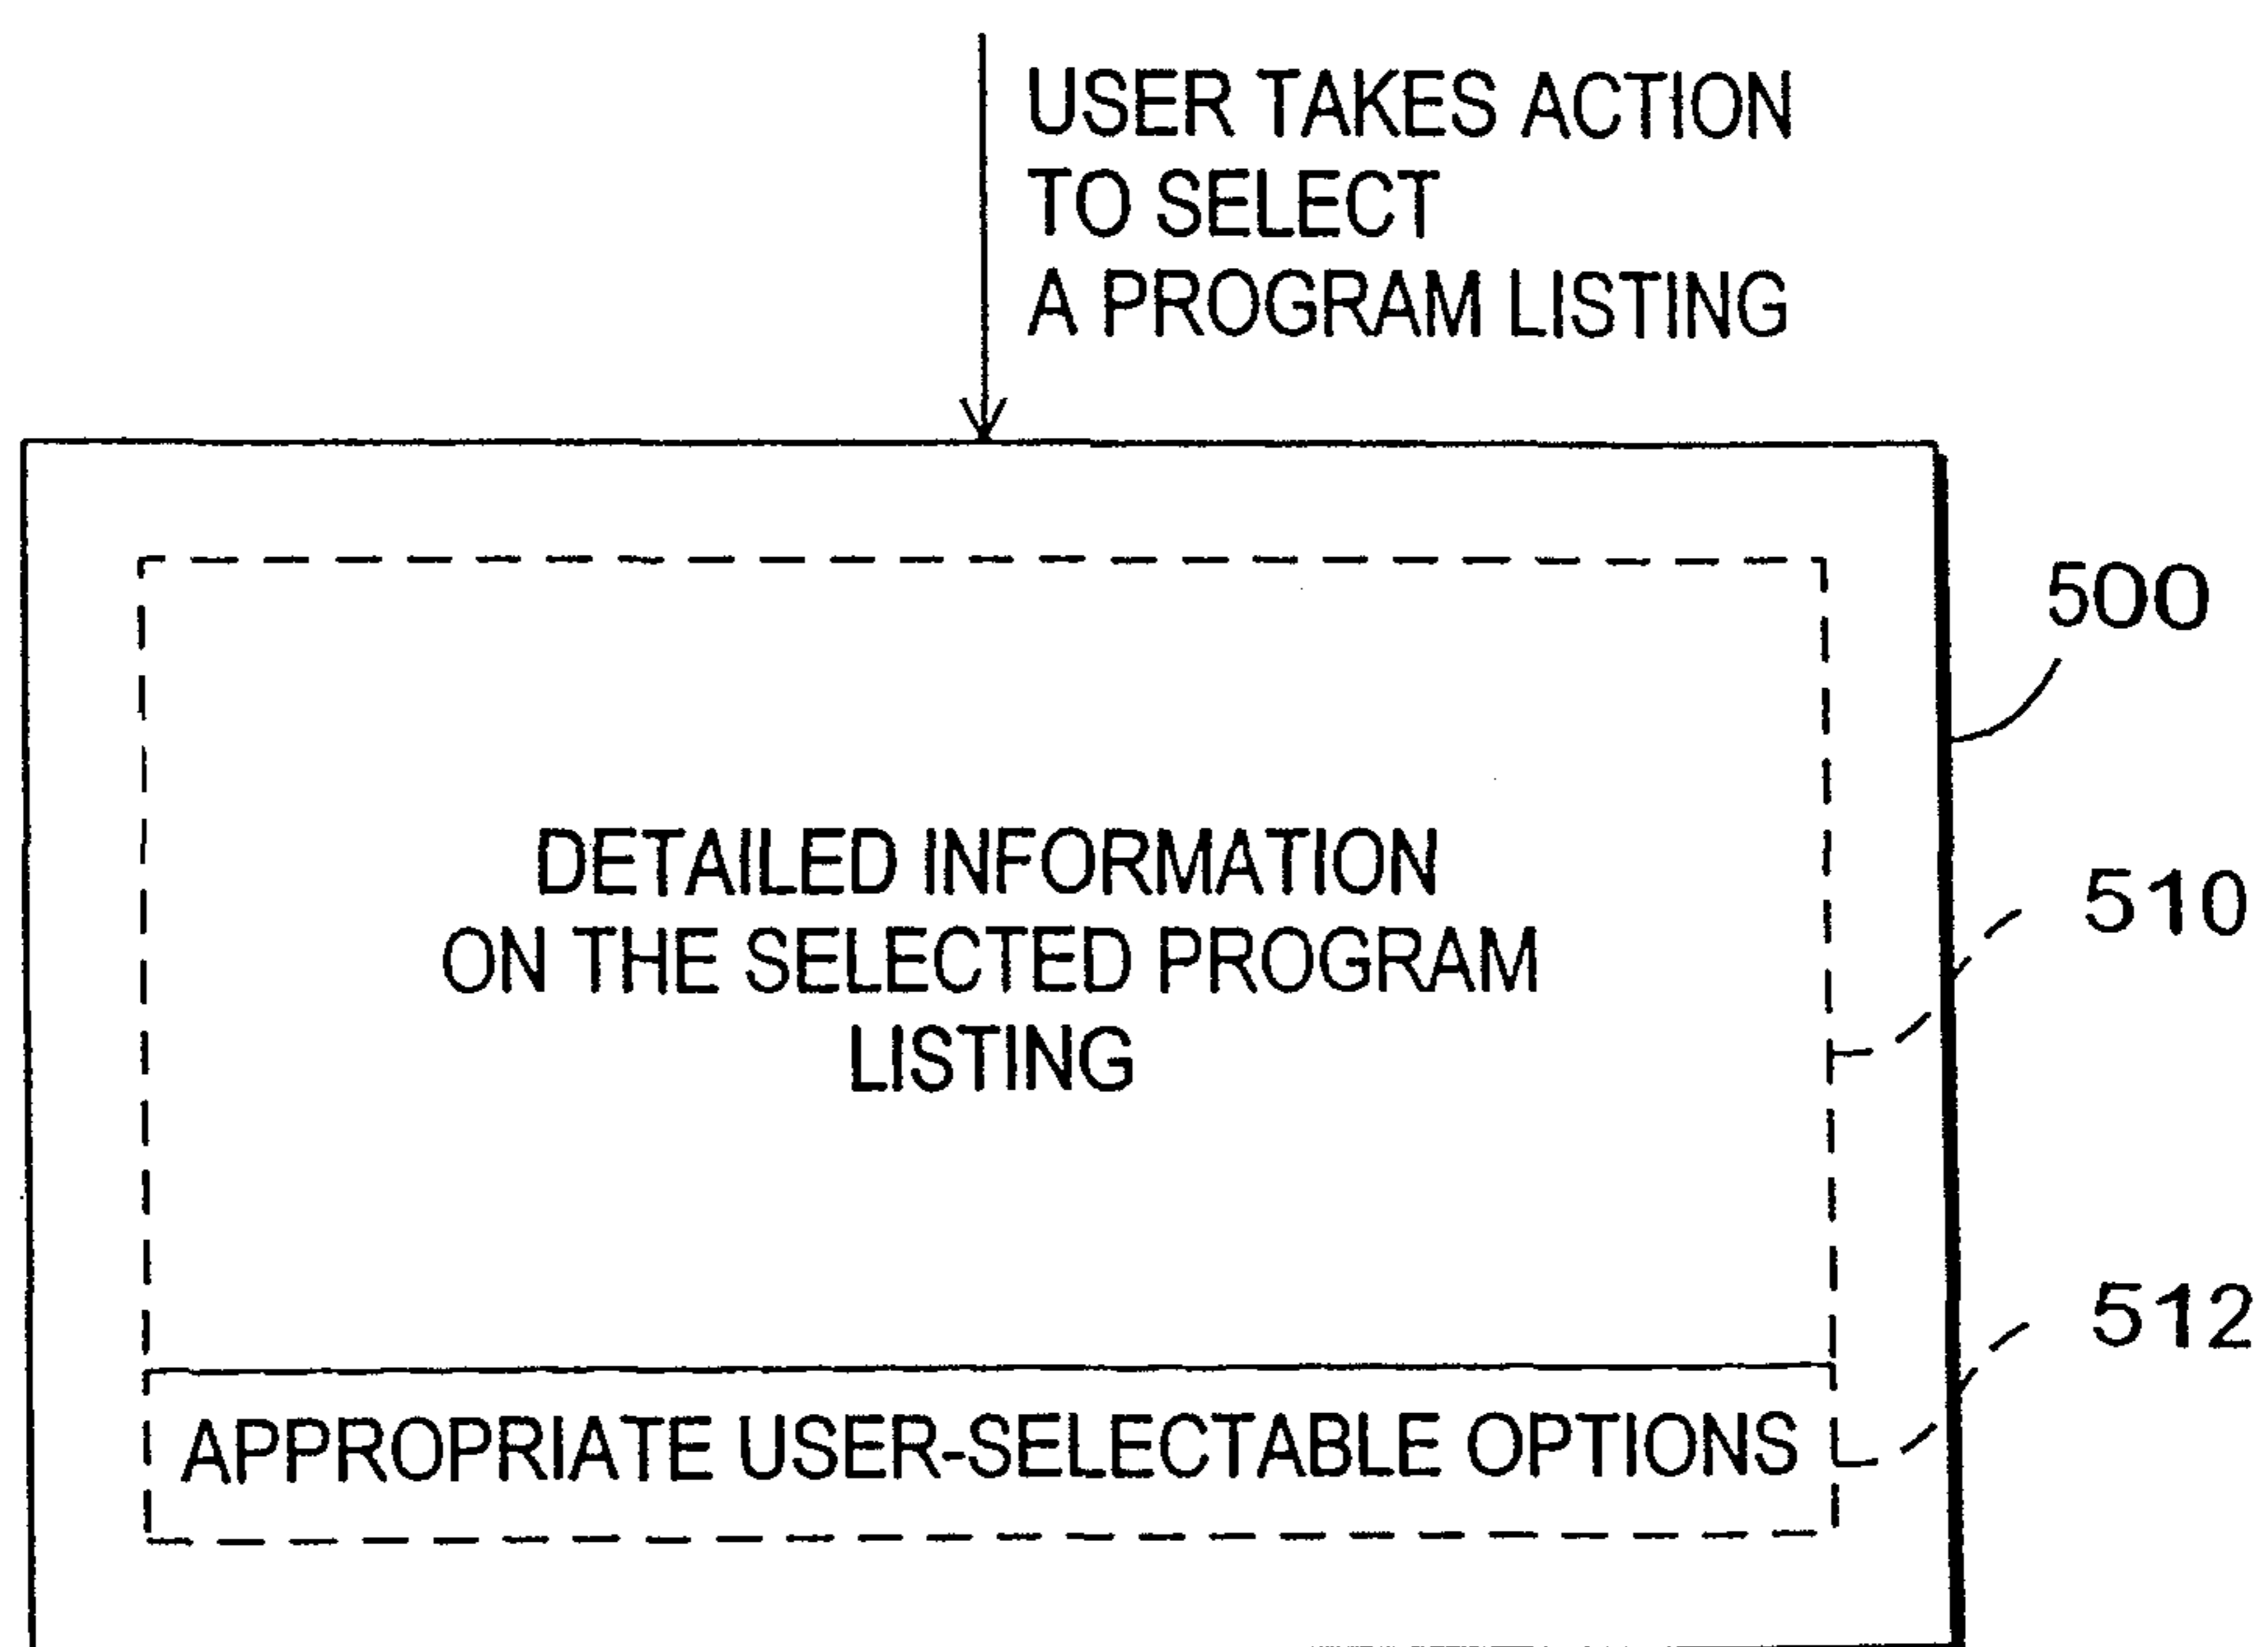 USER TAKES ACTION
TO SELECT
A PROGRAM LISTING
500
DETAILED INFORMATION
ON THE SELECTED PROGRAM
LISTING
510
512
APPROPRIATE USER-SELECTABLE OPTIONS